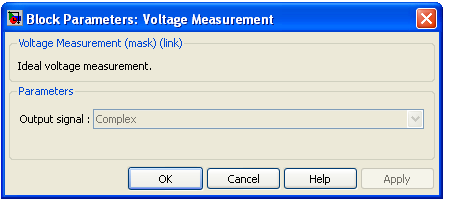 Block Parameters: Voltage Measurement
Voltage Measurement (mask) (link)
Ideal voltage measurement.
Parameters
Output signal : Complex
OK Cancel Help Apply